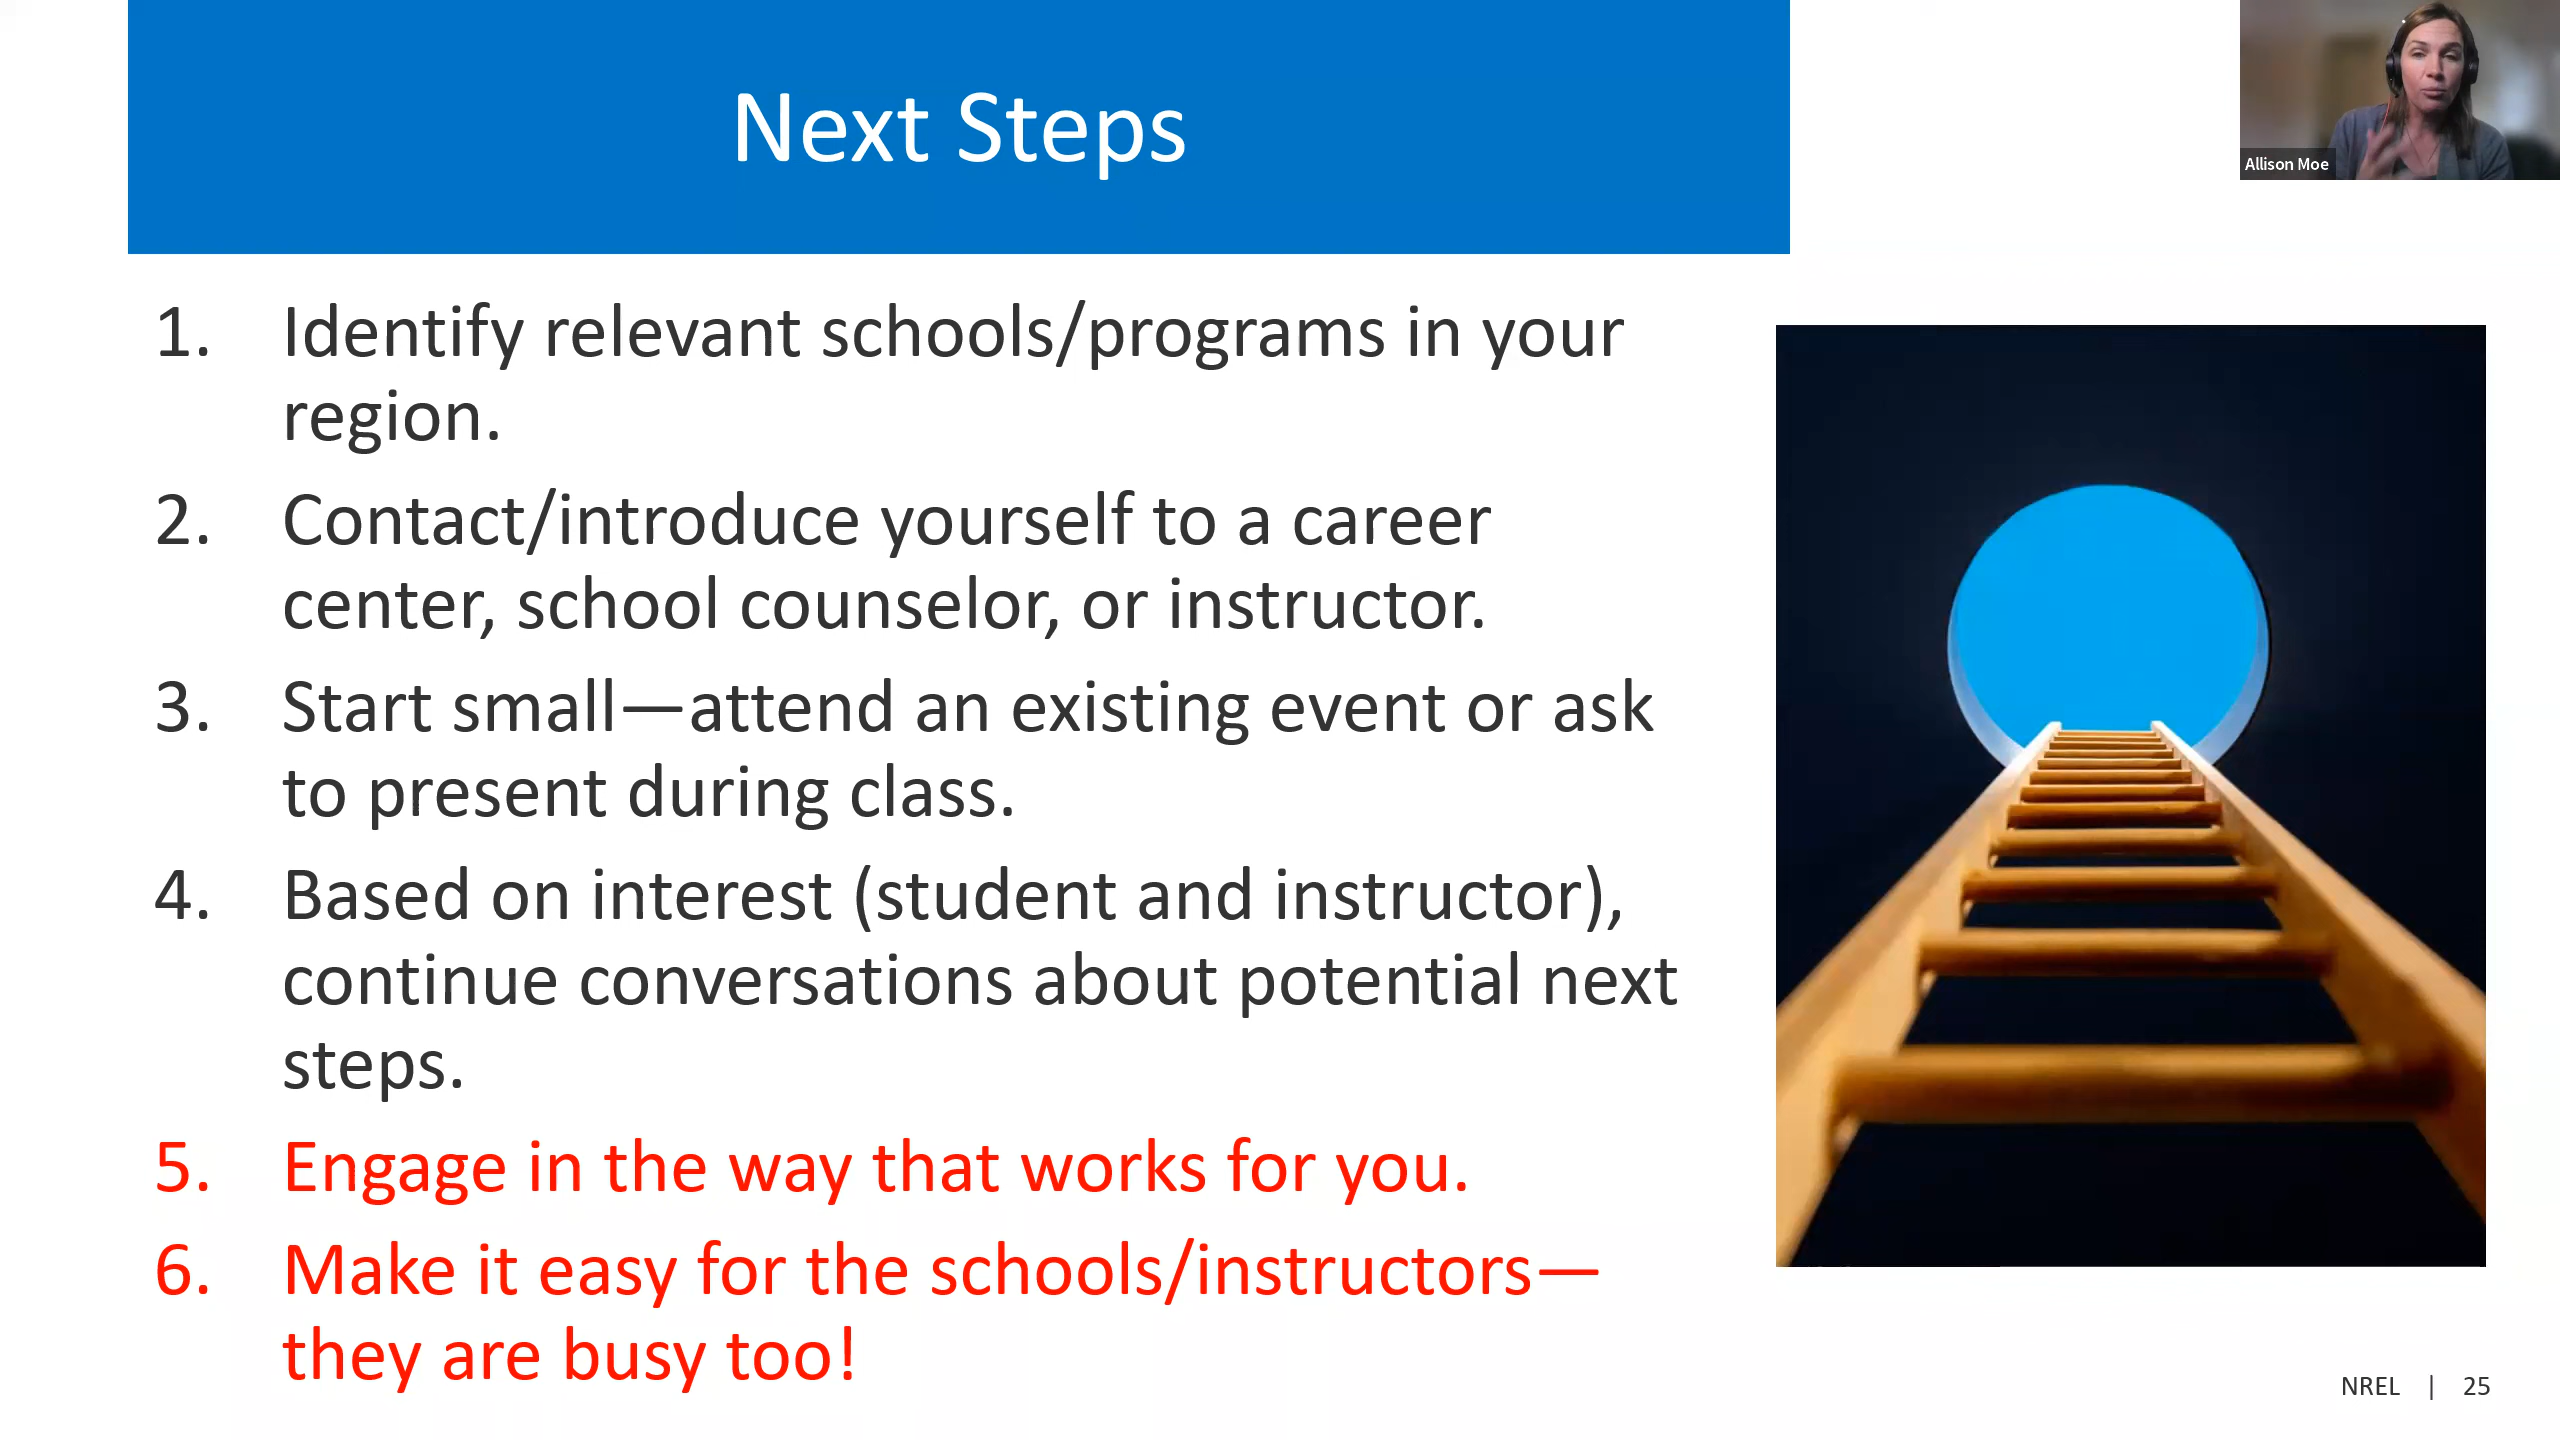 Next Steps
Allison Moe
1. Identify relevant schools/programs in your
region.
2. Contact/introduce yourself to a career
center, school counselor, or instructor.
3. Start small—attend an existing event or ask
to present during class.
4. Based on interest (student and instructor),
continue conversations about potential next
steps.
5. Engage in the way that works for you.
6. Make it easy for the schools/instructors—
they are busy too!
NREL | 25